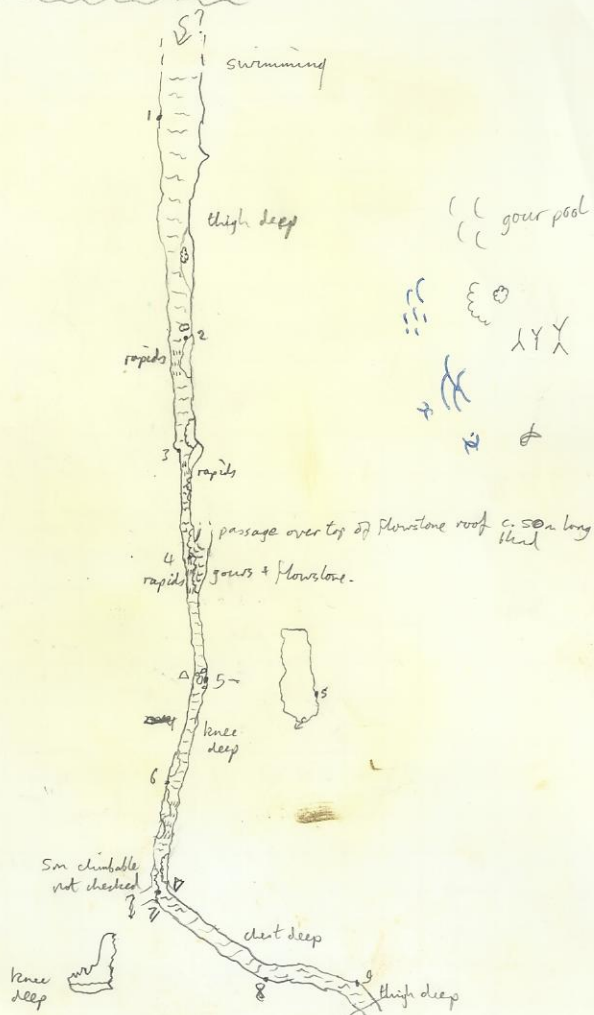 S?
swimming
1
thigh deep
gour pool
2
rapids
3
rapids
passage over top of flowstone roof c. 50m long
blind
4
rapids
gours + flowstone.
5
5
knee
deep
6
5m climbable
not checked
?
7
chest deep
knee
deep
8
9
thigh deep